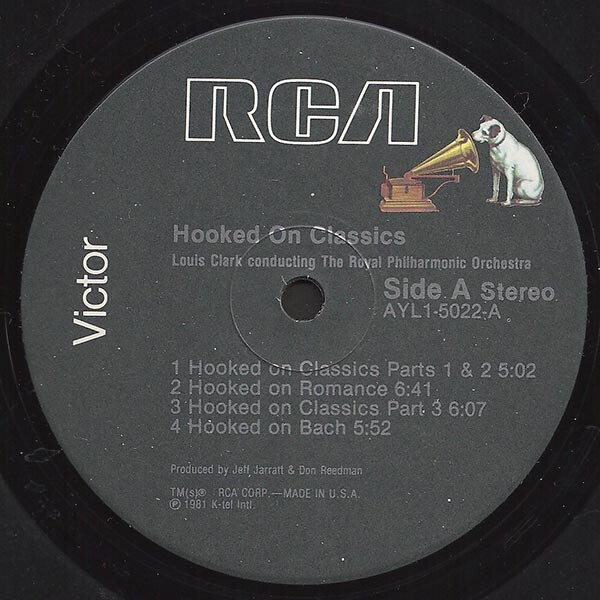 RCA
Victor
Hooked On Classics
Louis Clark conducting The Royal Philharmonic Orchestra
Side A Stereo
AYL1-5022-A
1 Hooked on Classics Parts 1 & 2 5:02
2 Hooked on Romance 6:41
3 Hooked on Classics Part 3 6:07
4 Hooked on Bach 5:52
Produced by Jeff Jarratt & Don Reedman
TM(s)® RCA CORP.—MADE IN U.S.A.
℗ 1981 K-tel Intl.